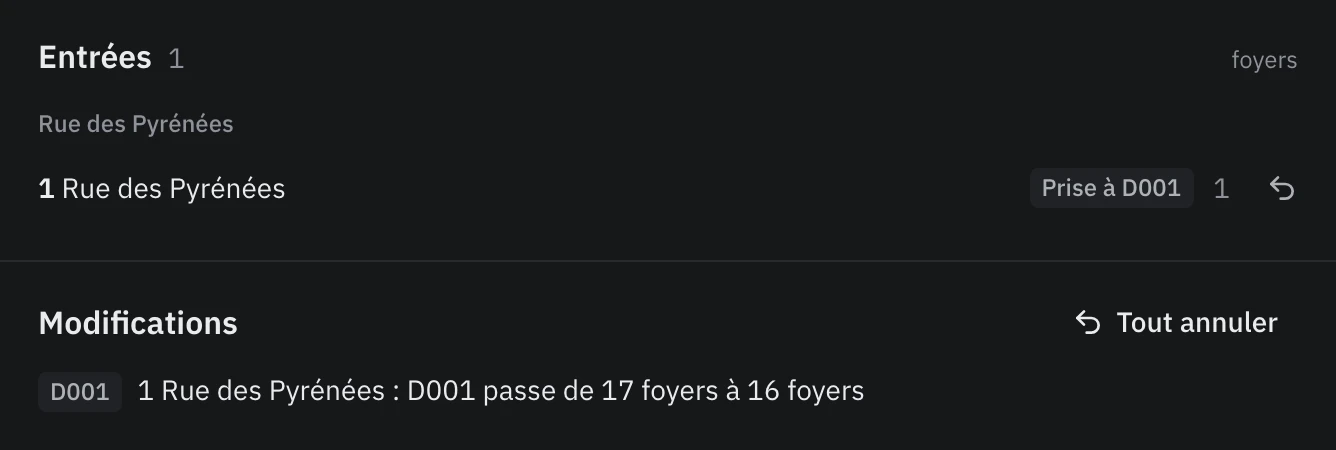 Entrées 1 foyers
Rue des Pyrénées
1 Rue des Pyrénées Prise à D001 1
Modifications Tout annuler
D001 1 Rue des Pyrénées : D001 passe de 17 foyers à 16 foyers